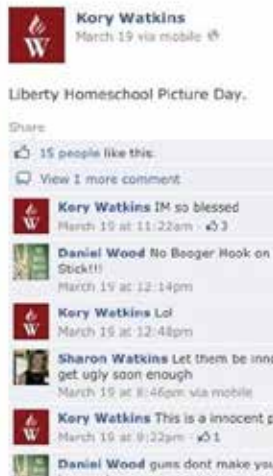 W
Kory Watkins
March 19 via mobile
Liberty Homeschool Picture Day.
Share
15 people like this.
View 1 more comment
W
Kory Watkins IM so blessed
March 19 at 11:22am · 3
Daniel Wood No Booger Hook on
Stick!!!
March 19 at 12:14pm
W
Kory Watkins Lol
March 19 at 12:48pm
Sharon Watkins Let them be inno
get ugly soon enough
March 19 at 8:46pm via mobile
W
Kory Watkins This is a innocent p
March 19 at 9:22pm · 1
Daniel Wood guns dont make you